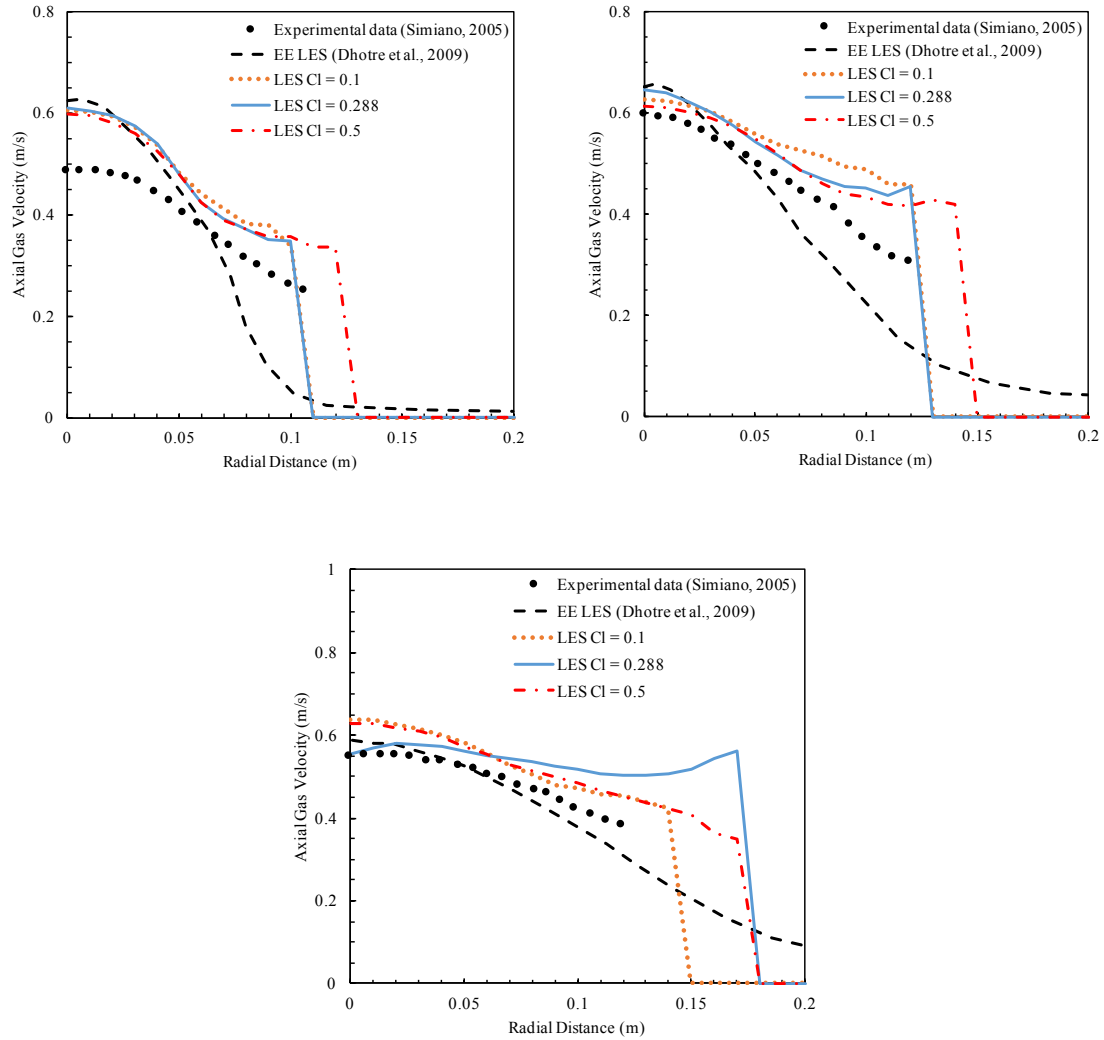 0.8
0.6
0.4
0.2
0
0
0.05
0.1
0.15
0.2
Axial Gas Velocity (m/s)
Radial Distance (m)
Experimental data (Simiano, 2005)
EE LES (Dhotre et al., 2009)
LES Cl = 0.1
LES Cl = 0.288
LES Cl = 0.5
0.8
0.6
0.4
0.2
0
0
0.05
0.1
0.15
0.2
Axial Gas Velocity (m/s)
Radial Distance (m)
Experimental data (Simiano, 2005)
EE LES (Dhotre et al., 2009)
LES Cl = 0.1
LES Cl = 0.288
LES Cl = 0.5
1
0.8
0.6
0.4
0.2
0
0
0.05
0.1
0.15
0.2
Axial Gas Velocity (m/s)
Radial Distance (m)
Experimental data (Simiano, 2005)
EE LES (Dhotre et al., 2009)
LES Cl = 0.1
LES Cl = 0.288
LES Cl = 0.5